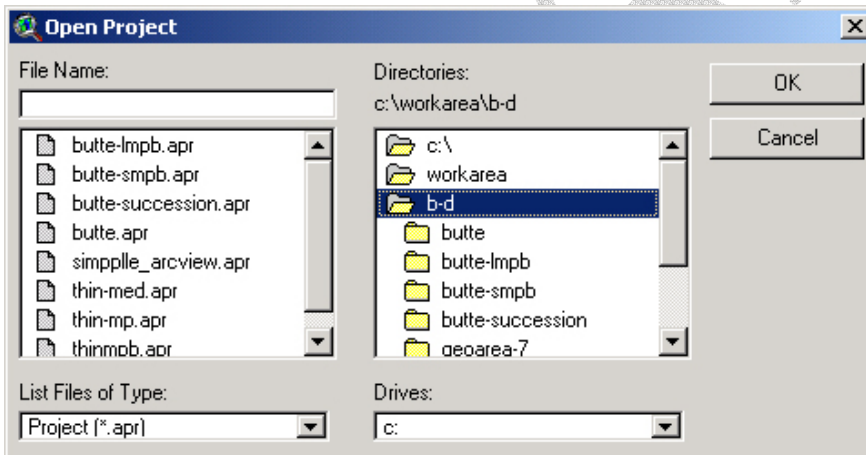 Open Project
File Name:
butte-lmpb.apr
butte-smpb.apr
butte-succession.apr
butte.apr
simpplle_arcview.apr
thin-med.apr
thin-mp.apr
thinmpb.apr
List Files of Type:
Project (*.apr)
Directories:
c:\workarea\b-d
c:\
workarea
b-d
butte
butte-lmpb
butte-smpb
butte-succession
geoarea-7
Drives:
c:
OK
Cancel